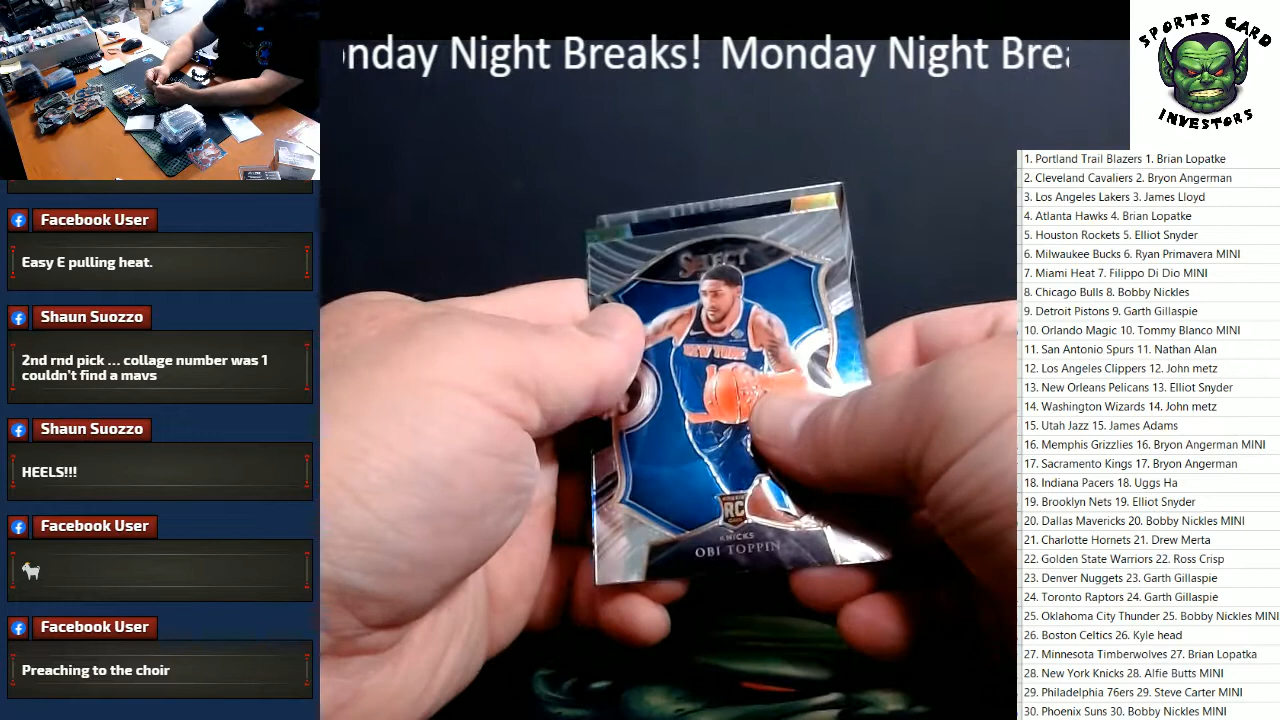 onday Night Breaks! Monday Night Brea
SPORTS CARD
INVESTORS
Facebook User
Easy E pulling heat.
Shaun Suozzo
2nd rnd pick ... collage number was 1
couldn't find a mavs
Shaun Suozzo
HEELS!!!
Facebook User
Facebook User
Preaching to the choir
SELECT
NEW YORK
RC
KNICKS
OBI TOPPIN
1. Portland Trail Blazers 1. Brian Lopatke
2. Cleveland Cavaliers 2. Bryon Angerman
3. Los Angeles Lakers 3. James Lloyd
4. Atlanta Hawks 4. Brian Lopatke
5. Houston Rockets 5. Elliot Snyder
6. Milwaukee Bucks 6. Ryan Primavera MINI
7. Miami Heat 7. Filippo Di Dio MINI
8. Chicago Bulls 8. Bobby Nickles
9. Detroit Pistons 9. Garth Gillaspie
10. Orlando Magic 10. Tommy Blanco MINI
11. San Antonio Spurs 11. Nathan Alan
12. Los Angeles Clippers 12. John metz
13. New Orleans Pelicans 13. Elliot Snyder
14. Washington Wizards 14. John metz
15. Utah Jazz 15. James Adams
16. Memphis Grizzlies 16. Bryon Angerman MINI
17. Sacramento Kings 17. Bryon Angerman
18. Indiana Pacers 18. Uggs Ha
19. Brooklyn Nets 19. Elliot Snyder
20. Dallas Mavericks 20. Bobby Nickles MINI
21. Charlotte Hornets 21. Drew Merta
22. Golden State Warriors 22. Ross Crisp
23. Denver Nuggets 23. Garth Gillaspie
24. Toronto Raptors 24. Garth Gillaspie
25. Oklahoma City Thunder 25. Bobby Nickles MINI
26. Boston Celtics 26. Kyle head
27. Minnesota Timberwolves 27. Brian Lopatka
28. New York Knicks 28. Alfie Butts MINI
29. Philadelphia 76ers 29. Steve Carter MINI
30. Phoenix Suns 30. Bobby Nickles MINI